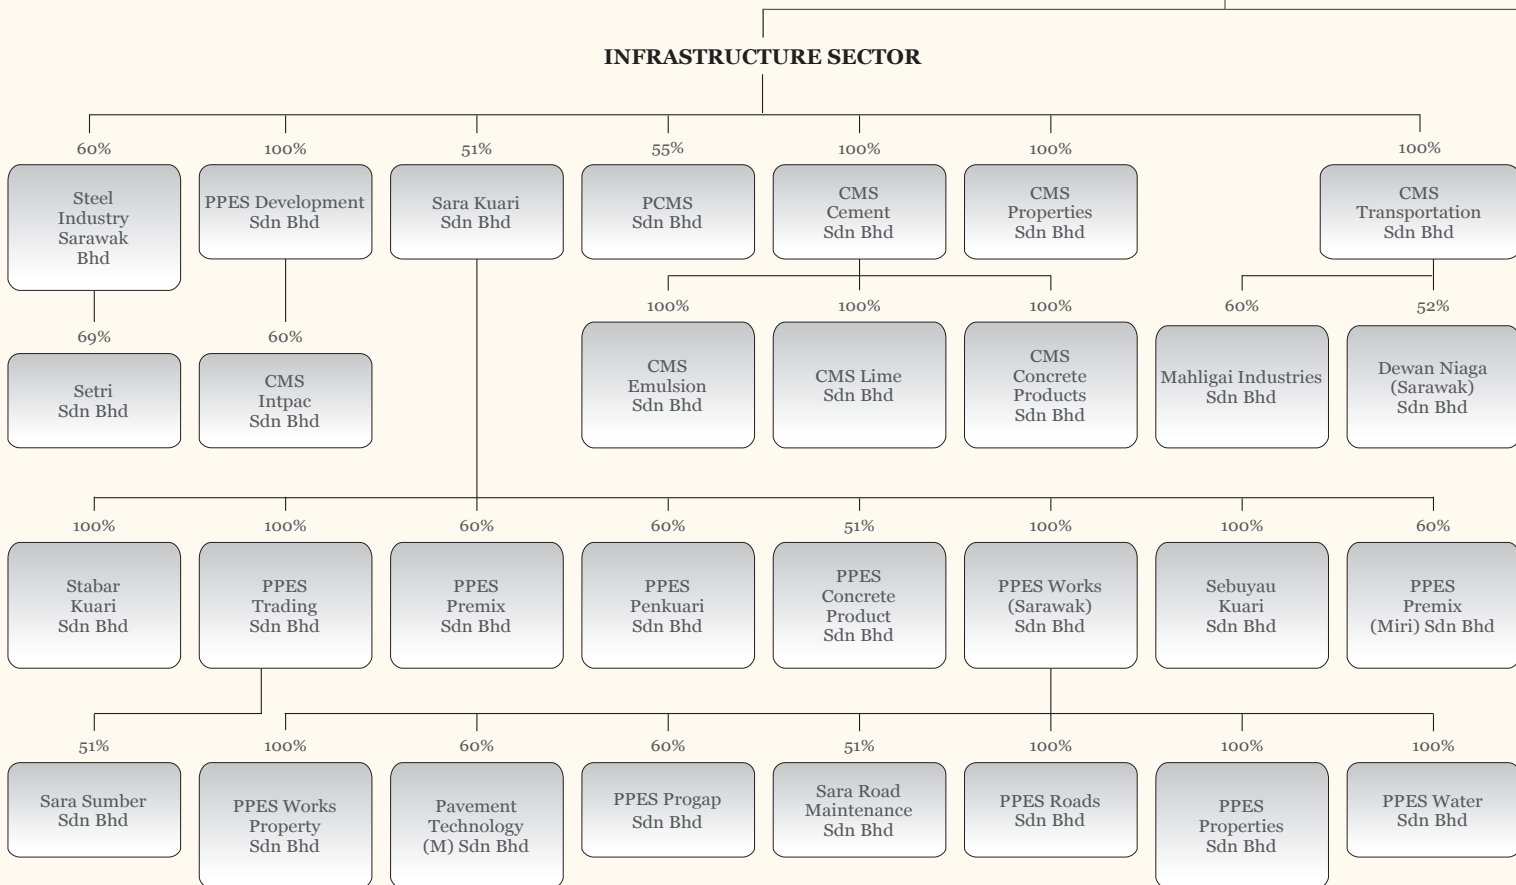 INFRASTRUCTURE SECTOR
60%
100%
51%
55%
100%
100%
100%
Steel
Industry
Sarawak
Bhd
PPES Development
Sdn Bhd
Sara Kuari
Sdn Bhd
PCMS
Sdn Bhd
CMS
Cement
Sdn Bhd
CMS
Properties
Sdn Bhd
CMS
Transportation
Sdn Bhd
69%
60%
100%
100%
100%
60%
52%
Setri
Sdn Bhd
CMS
Intpac
Sdn Bhd
CMS
Emulsion
Sdn Bhd
CMS Lime
Sdn Bhd
CMS
Concrete
Products
Sdn Bhd
Mahligai Industries
Sdn Bhd
Dewan Niaga
(Sarawak)
Sdn Bhd
100%
100%
60%
60%
51%
100%
100%
60%
Stabar
Kuari
Sdn Bhd
PPES
Trading
Sdn Bhd
PPES
Premix
Sdn Bhd
PPES
Penkuari
Sdn Bhd
PPES
Concrete
Product
Sdn Bhd
PPES Works
(Sarawak)
Sdn Bhd
Sebuyau
Kuari
Sdn Bhd
PPES
Premix
(Miri) Sdn Bhd
51%
100%
60%
60%
51%
100%
100%
100%
Sara Sumber
Sdn Bhd
PPES Works
Property
Sdn Bhd
Pavement
Technology
(M) Sdn Bhd
PPES Progap
Sdn Bhd
Sara Road
Maintenance
Sdn Bhd
PPES Roads
Sdn Bhd
PPES
Properties
Sdn Bhd
PPES Water
Sdn Bhd